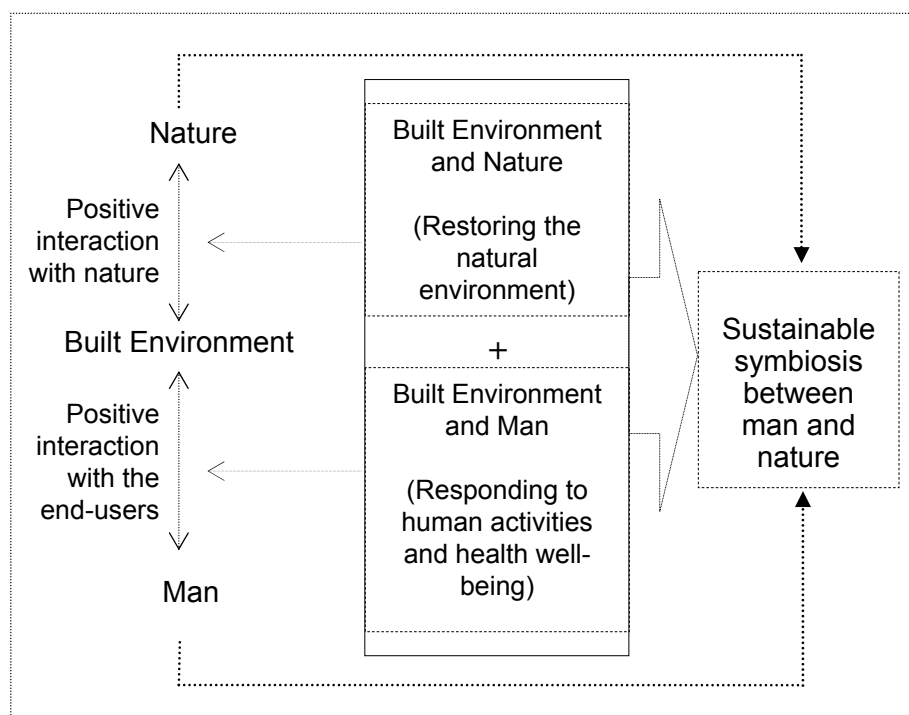 Nature
Positive
interaction
with nature
Built Environment
Positive
interaction
with the
end-users
Man
Built Environment
and Nature
(Restoring the
natural
environment)
+
Built Environment
and Man
(Responding to
human activities
and health well-
being)
Sustainable
symbiosis
between
man and
nature